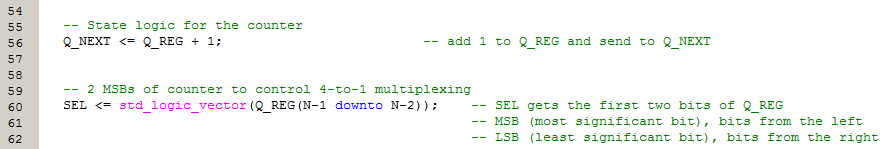 54
55 -- State logic for the counter
56 Q_NEXT <= Q_REG + 1; -- add 1 to Q_REG and send to Q_NEXT
57
58
59 -- 2 MSBs of counter to control 4-to-1 multiplexing
60 SEL <= std_logic_vector(Q_REG(N-1 downto N-2)); -- SEL gets the first two bits of Q_REG
61 -- MSB (most significant bit), bits from the left
62 -- LSB (least significant bit), bits from the right